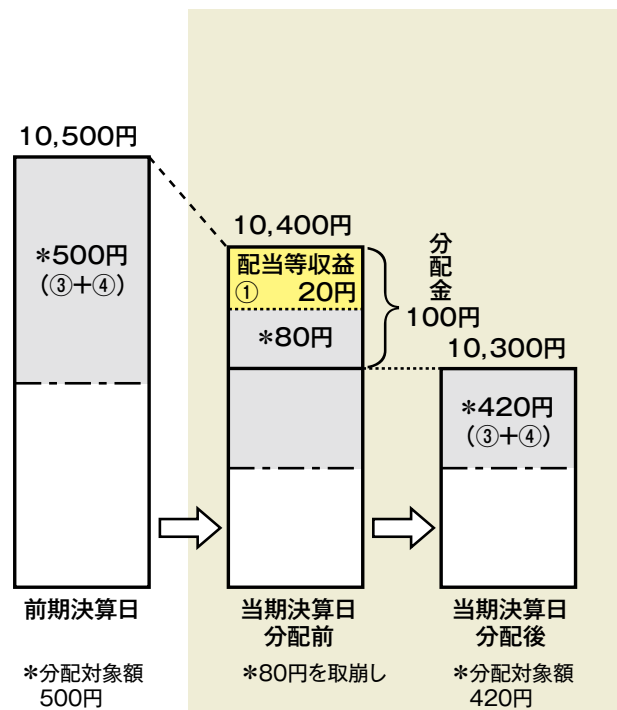 10,500円
*500円
(③+④)
前期決算日
*分配対象額
500円
10,400円
配当等収益
① 20円
*80円
分配金
100円
当期決算日
分配前
*80円を取崩し
10,300円
*420円
(③+④)
当期決算日
分配後
*分配対象額
420円